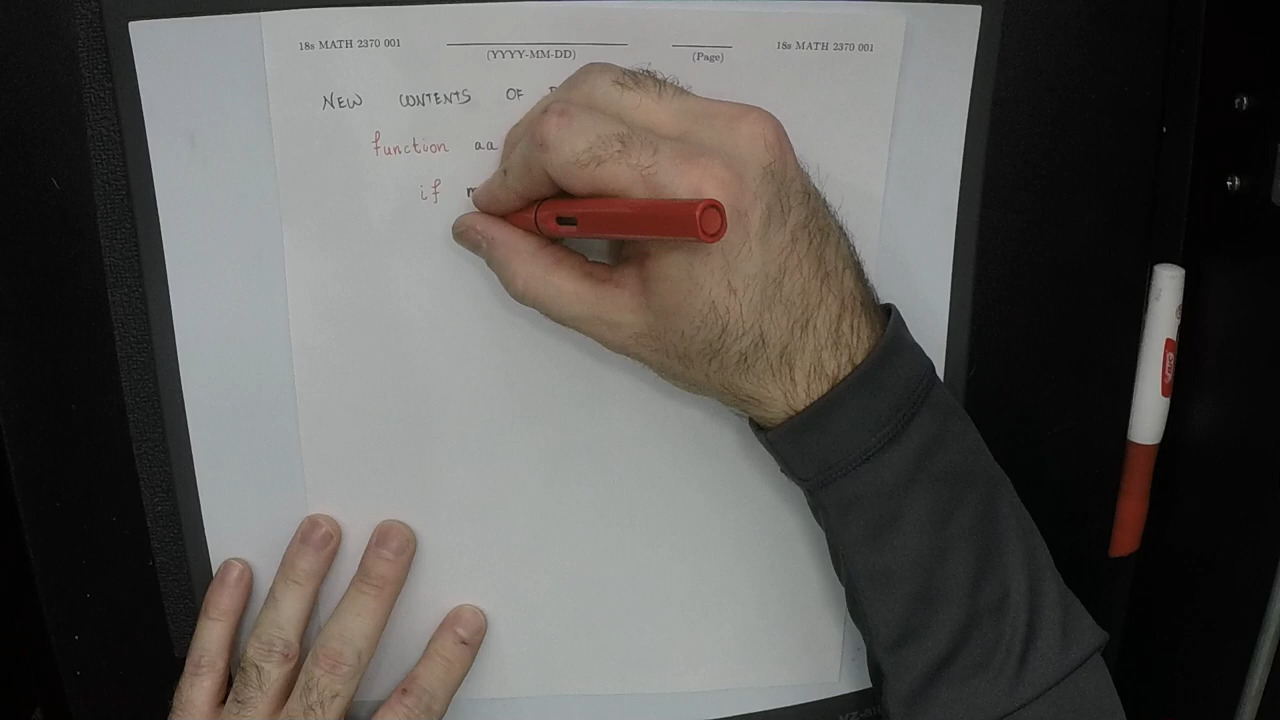 18s MATH 2370 001 (YYYY-MM-DD) (Page) 18s MATH 2370 001
NEW CONTENTS OF
function aa
if